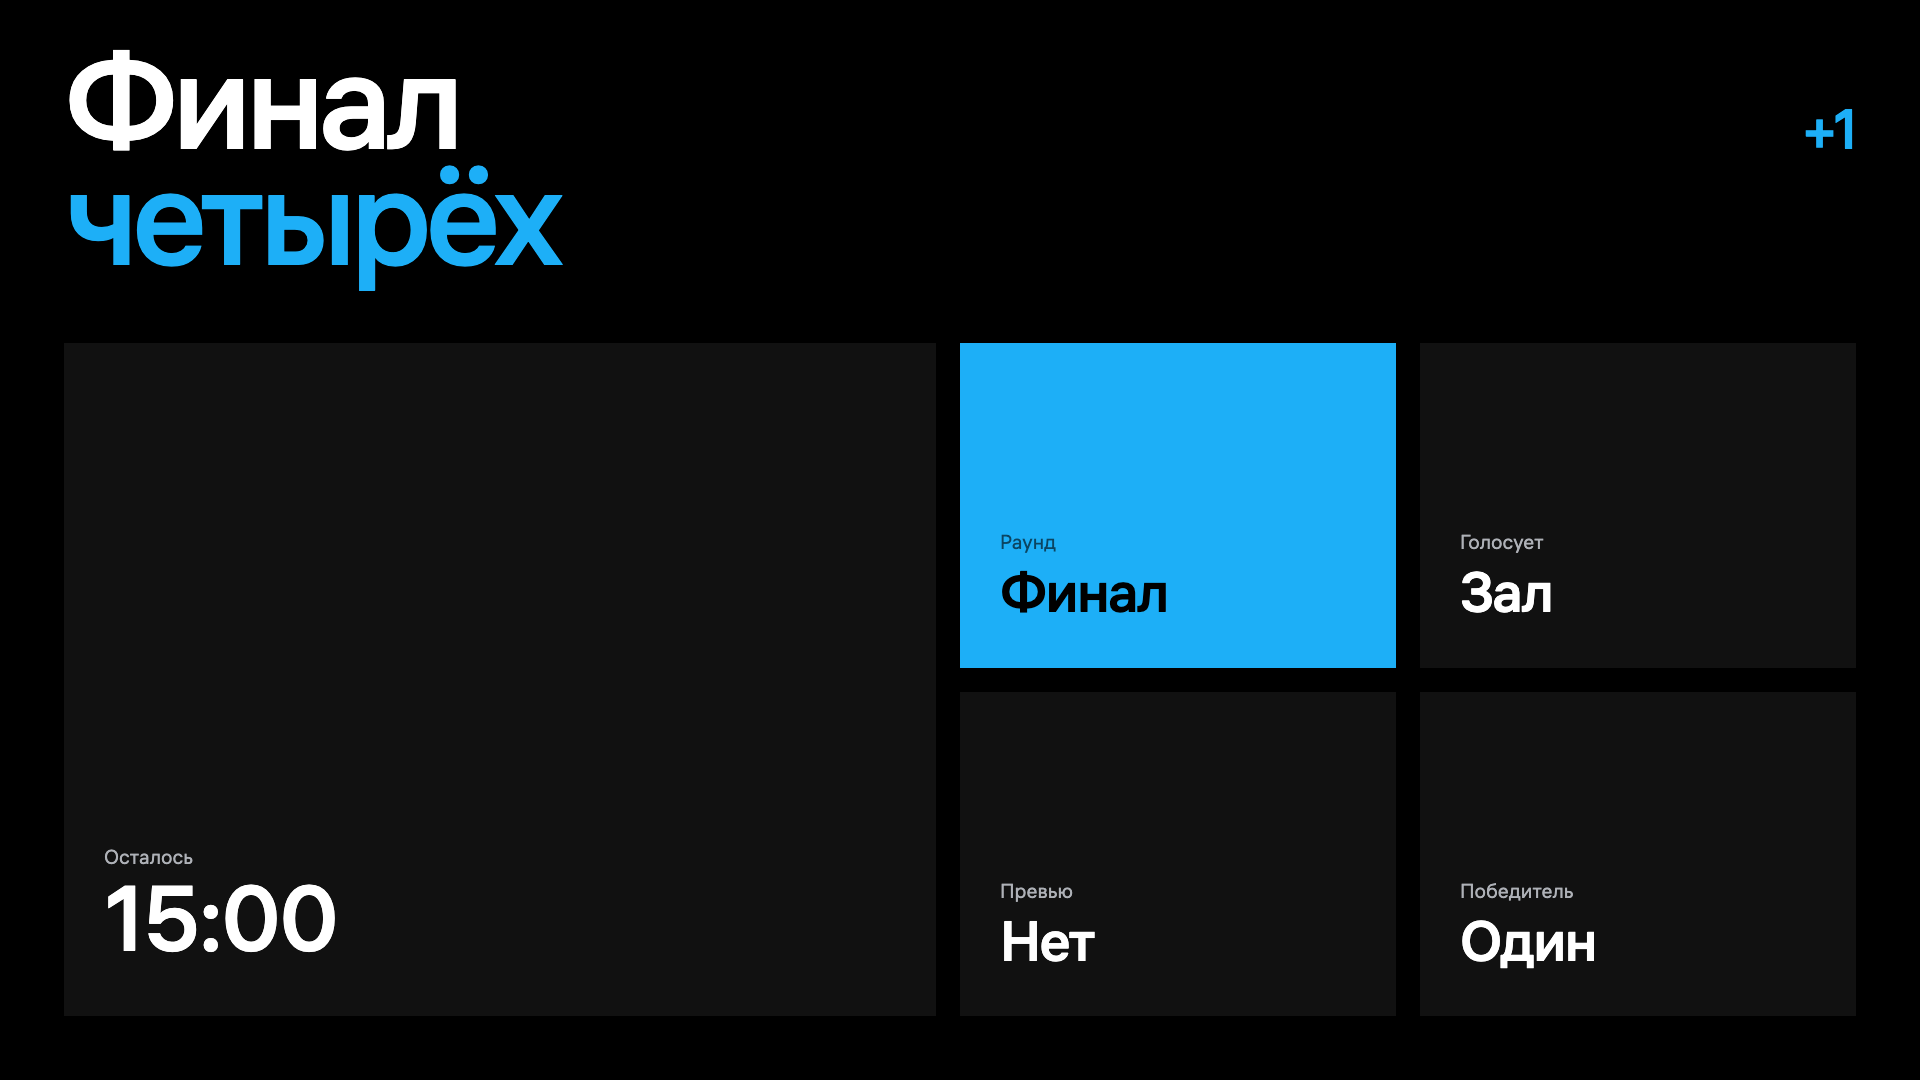 Финал
четырёх
+1
Осталось
15:00
Раунд
Финал
Голосует
Зал
Превью
Нет
Победитель
Один